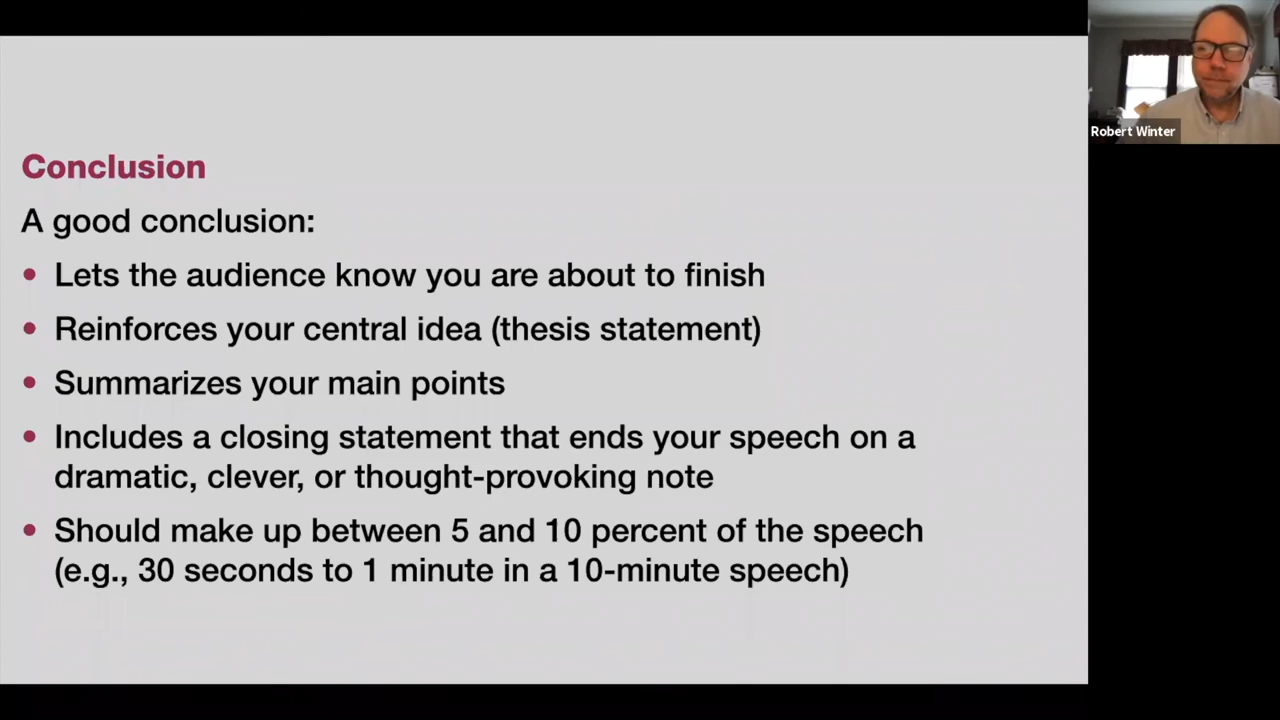 Conclusion
A good conclusion:
• Lets the audience know you are about to finish
• Reinforces your central idea (thesis statement)
• Summarizes your main points
• Includes a closing statement that ends your speech on a
dramatic, clever, or thought-provoking note
• Should make up between 5 and 10 percent of the speech
(e.g., 30 seconds to 1 minute in a 10-minute speech)
Robert Winter